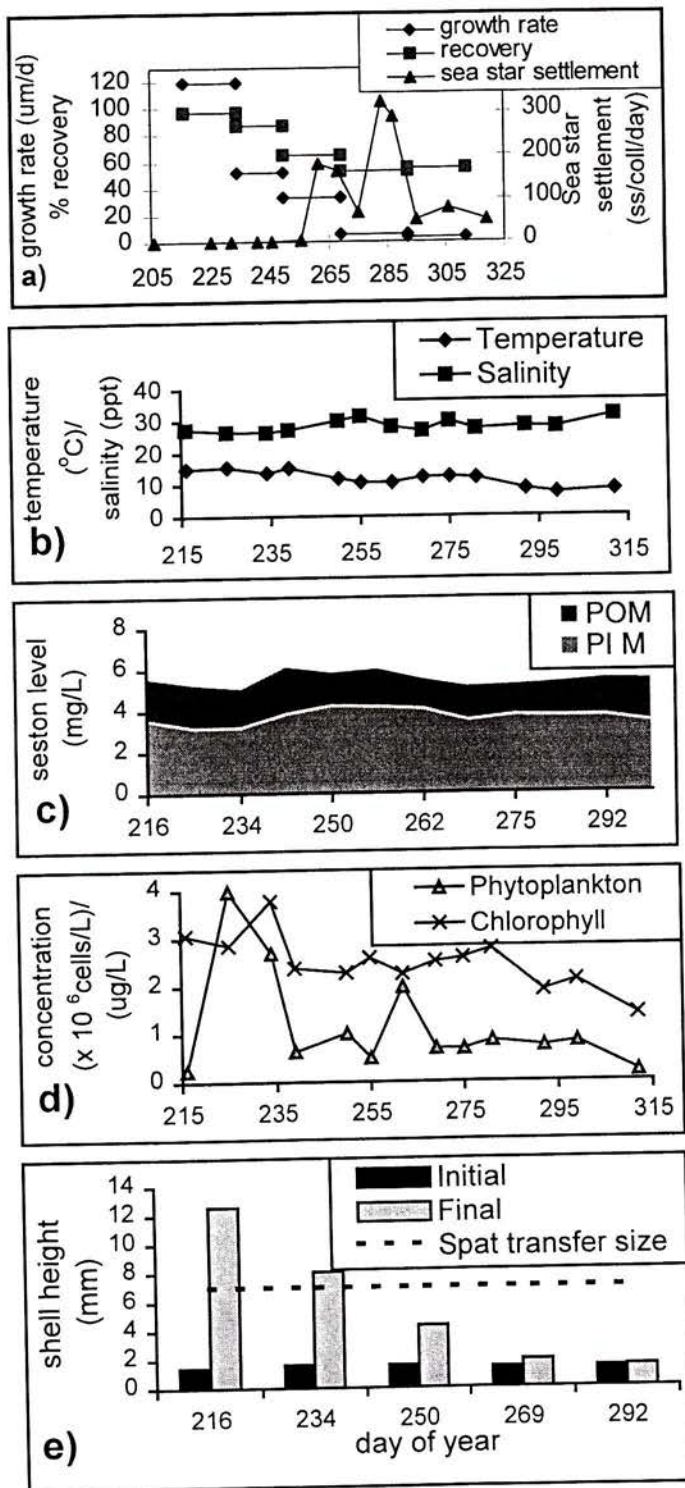 growth rate
recovery
sea star settlement
growth rate (um/d)
% recovery
120
100
80
60
40
20
0
300
200
100
0
Sea star
settlement
(ss/coll/day)
a)
205 225 245 265 285 305 325
Temperature
Salinity
temperature
(°C)/
salinity (ppt)
40
30
20
10
0
b)
215 235 255 275 295 315
POM
PI M
seston level
(mg/L)
8
6
4
2
0
c)
216 234 250 262 275 292
Phytoplankton
Chlorophyll
concentration
(x 10 6cells/L)/
(ug/L)
4
3
2
1
0
d)
215 235 255 275 295 315
Initial
Final
Spat transfer size
shell height
(mm)
14
12
10
8
6
4
2
0
216 234 250 269 292
e)
day of year